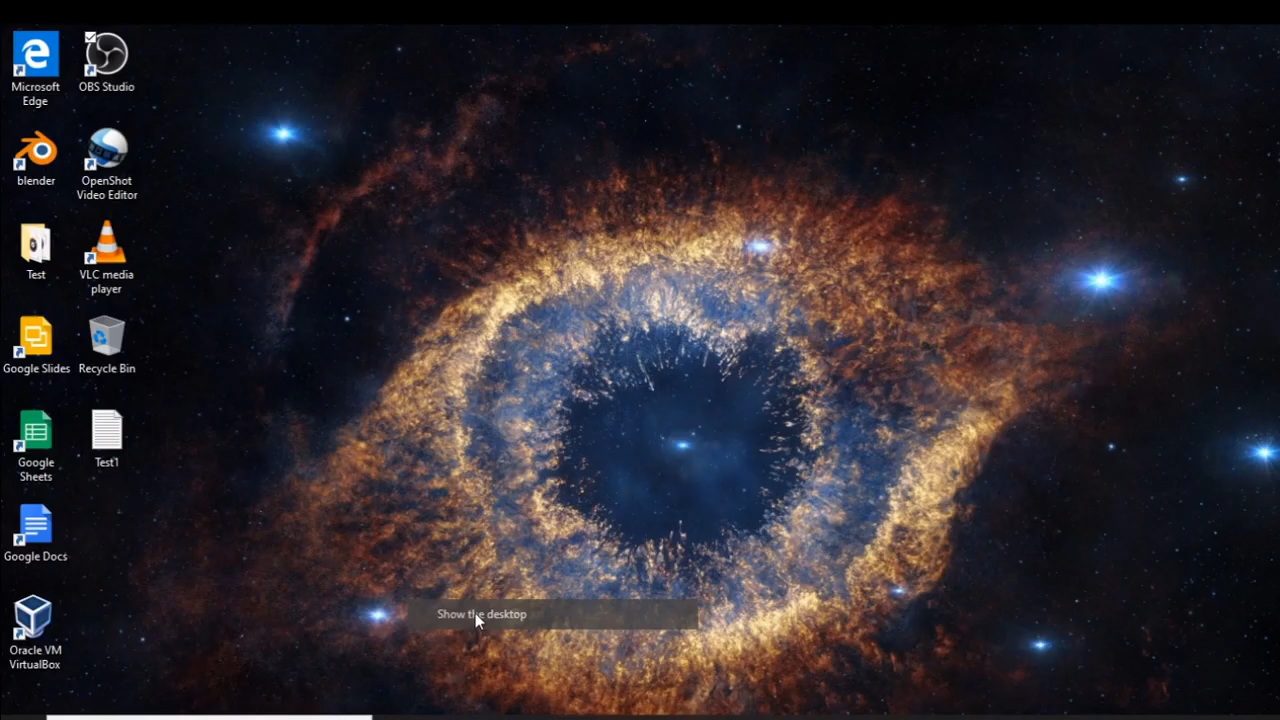 Microsoft
Edge
OBS Studio
blender
OpenShot
Video Editor
Test
VLC media
player
Google Slides
Recycle Bin
Google
Sheets
Test1
Google Docs
Show the desktop
Oracle VM
VirtualBox